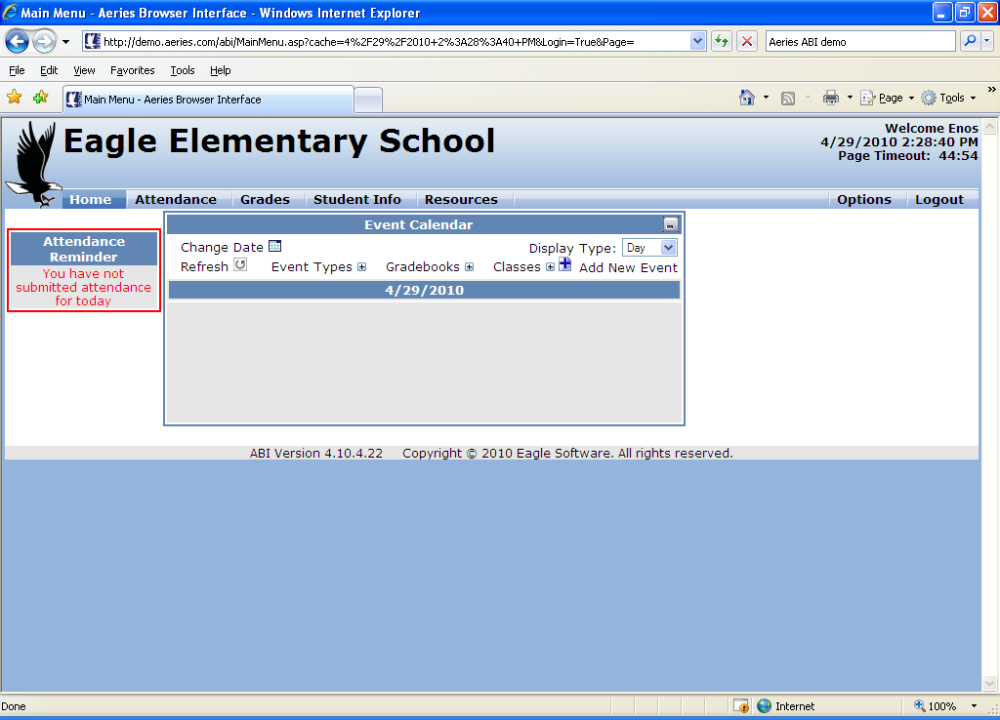 Main Menu - Aeries Browser Interface - Windows Internet Explorer
http://demo.aeries.com/abi/MainMenu.asp?cache=4%2F29%2F2010+2%3A28%3A40+PM&Login=True&Page=
Aeries ABI demo
File Edit View Favorites Tools Help
Main Menu - Aeries Browser Interface
Page Tools
Eagle Elementary School
Welcome Enos
4/29/2010 2:28:40 PM
Page Timeout: 44:54
Home Attendance Grades Student Info Resources Options Logout
Attendance
Reminder
You have not
submitted attendance
for today
Event Calendar
Change Date Display Type: Day
Refresh Event Types Gradebooks Classes Add New Event
4/29/2010
ABI Version 4.10.4.22 Copyright © 2010 Eagle Software. All rights reserved.
Done Internet 100%